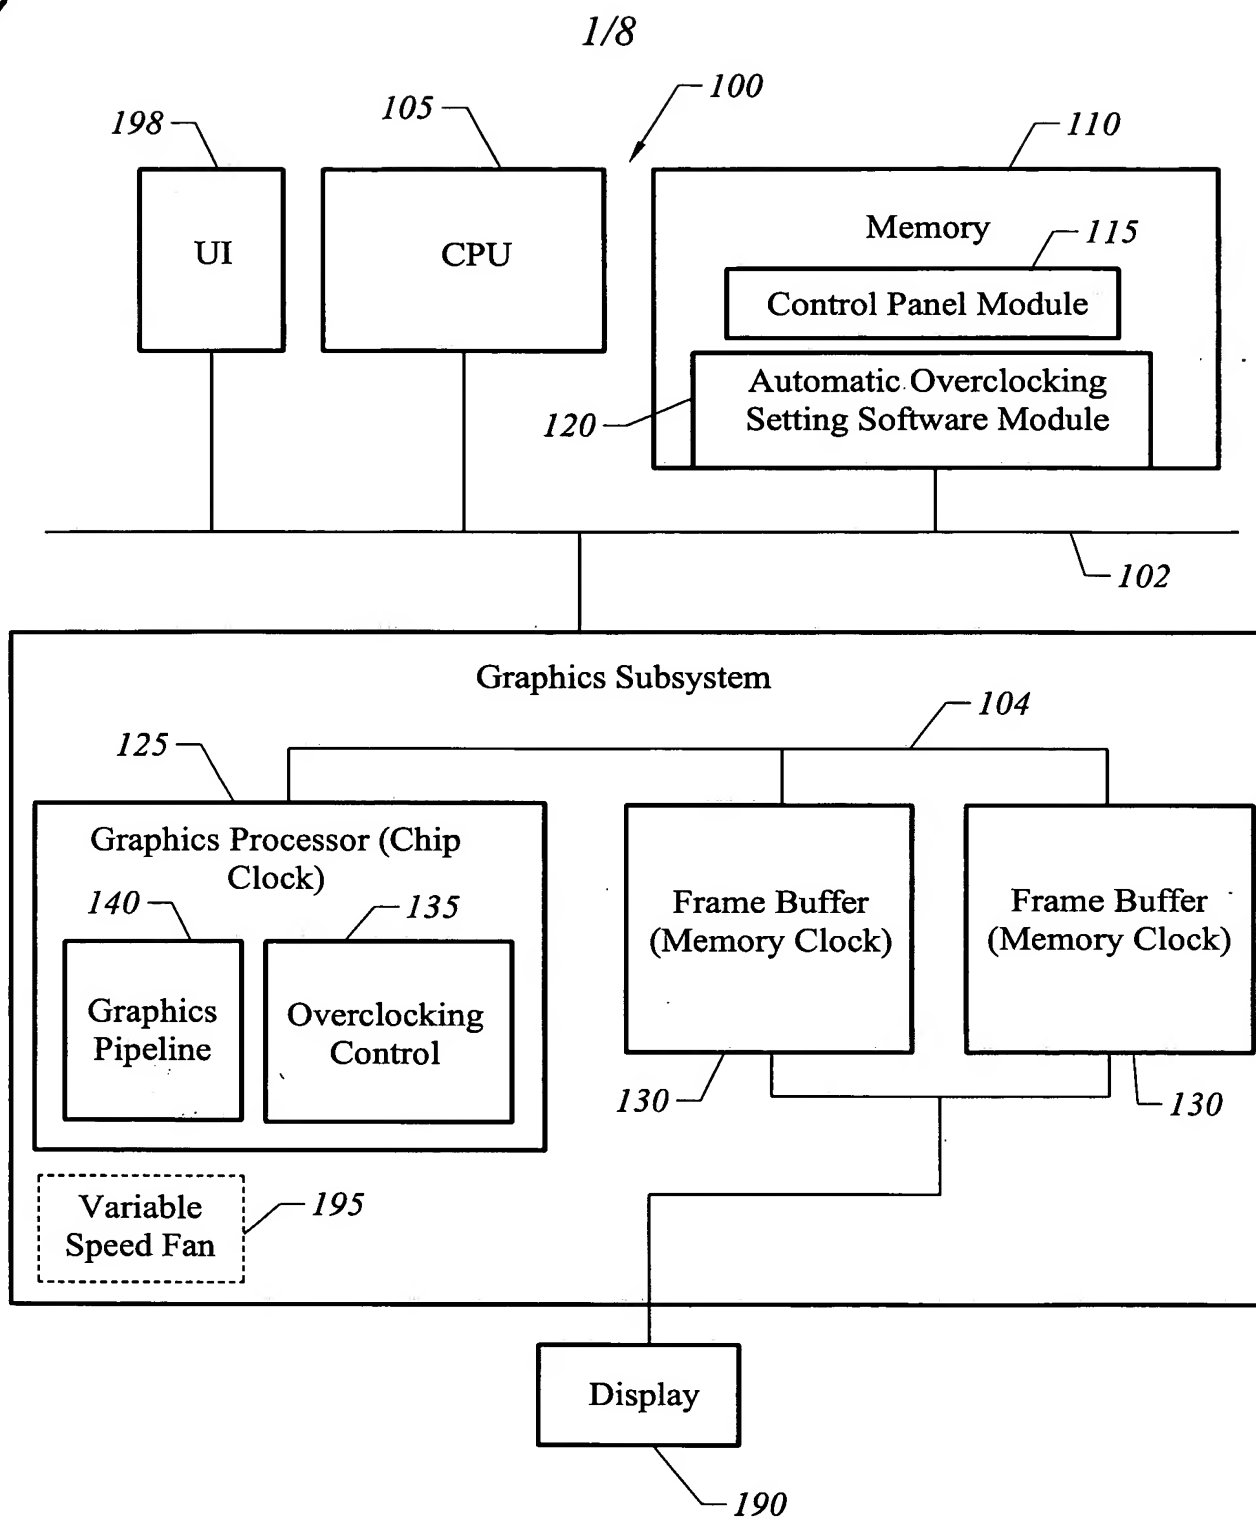 1/8
100
105
198
110
UI
CPU
Memory
115
Control Panel Module
Automatic Overclocking
Setting Software Module
120
102
Graphics Subsystem
104
125
Graphics Processor (Chip
Clock)
140
135
Graphics
Pipeline
Overclocking
Control
Frame Buffer
(Memory Clock)
Frame Buffer
(Memory Clock)
130
130
Variable
Speed Fan
195
Display
190